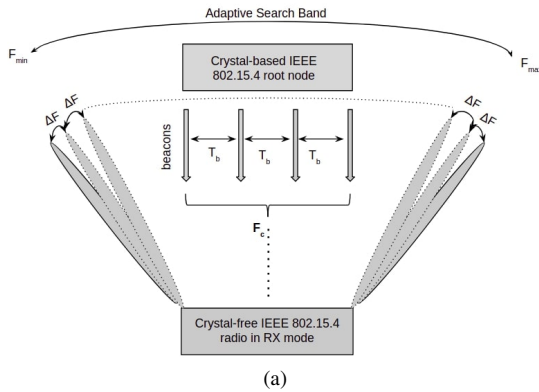 Adaptive Search Band
F_min
F_max
Crystal-based IEEE
802.15.4 root node
ΔF
ΔF
ΔF
ΔF
beacons
T_b
T_b
T_b
F_c
Crystal-free IEEE 802.15.4
radio in RX mode
(a)